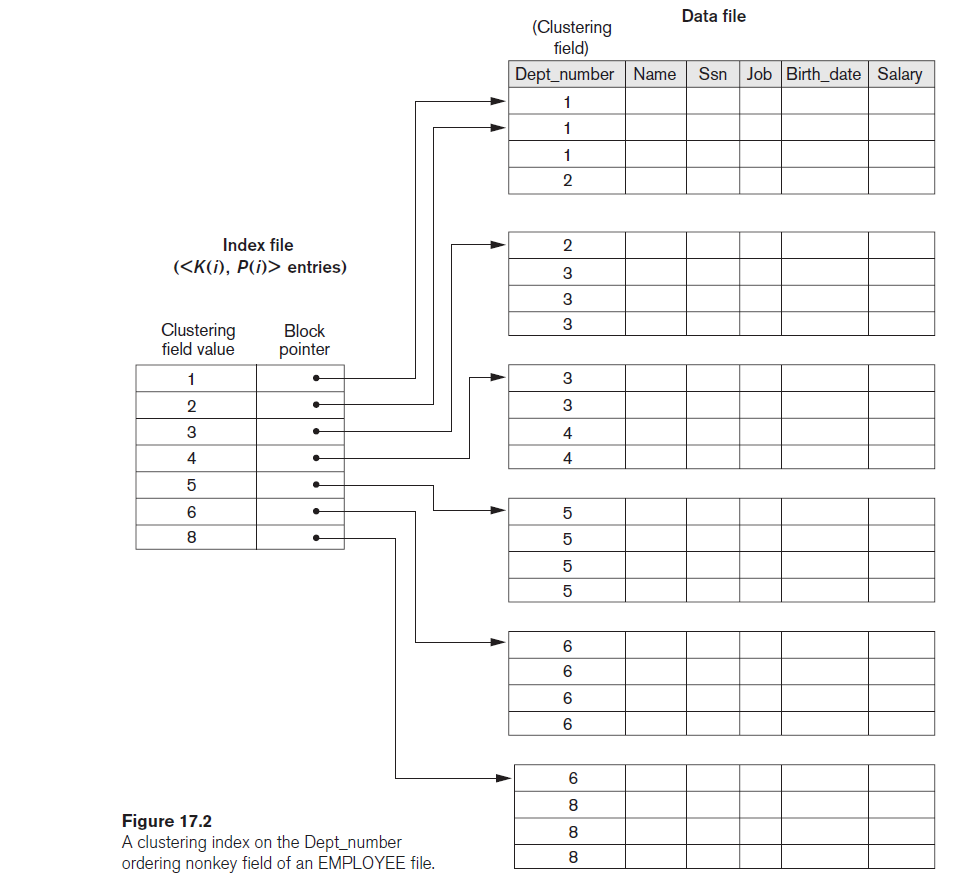 Data file
(Clustering
field)
Dept_number Name Ssn Job Birth_date Salary
1
1
1
2
2
3
3
3
3
3
4
4
5
5
5
5
6
6
6
6
6
8
8
8
Index file
(<K(i), P(i)> entries)
Clustering
field value
Block
pointer
1
2
3
4
5
6
8
Figure 17.2
A clustering index on the Dept_number
ordering nonkey field of an EMPLOYEE file.